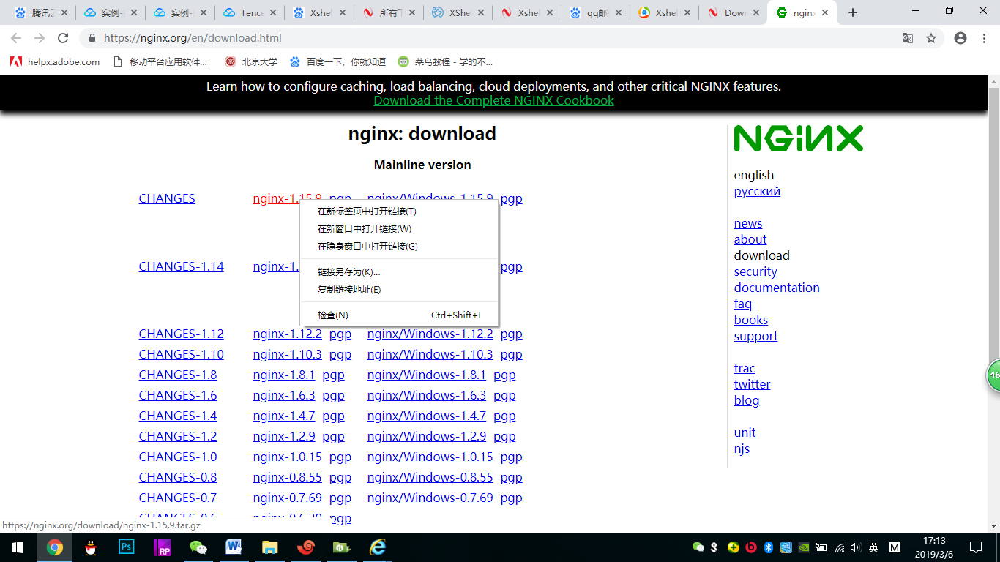 腾讯云 实例- 实例- Tence Xshel 所有下 XShe Xshel qq邮 Xshel Down nginx
https://nginx.org/en/download.html
helpx.adobe.com 移动平台应用软件... 北京大学 百度一下，你就知道 菜鸟教程 - 学的不...
Learn how to configure caching, load balancing, cloud deployments, and other critical NGINX features.
Download the Complete NGINX Cookbook
nginx: download
NGINX
Mainline version
english
русский
CHANGES nginx-1.15.9 pgp nginx/Windows-1.15.9 pgp
在新标签页中打开链接(T)
在新窗口中打开链接(W)
在隐身窗口中打开链接(G)
链接另存为(K)...
复制链接地址(E)
检查(N) Ctrl+Shift+I
CHANGES-1.14 nginx-1. pgp
CHANGES-1.12 nginx-1.12.2 pgp nginx/Windows-1.12.2 pgp
CHANGES-1.10 nginx-1.10.3 pgp nginx/Windows-1.10.3 pgp
CHANGES-1.8 nginx-1.8.1 pgp nginx/Windows-1.8.1 pgp
CHANGES-1.6 nginx-1.6.3 pgp nginx/Windows-1.6.3 pgp
CHANGES-1.4 nginx-1.4.7 pgp nginx/Windows-1.4.7 pgp
CHANGES-1.2 nginx-1.2.9 pgp nginx/Windows-1.2.9 pgp
CHANGES-1.0 nginx-1.0.15 pgp nginx/Windows-1.0.15 pgp
CHANGES-0.8 nginx-0.8.55 pgp nginx/Windows-0.8.55 pgp
CHANGES-0.7 nginx-0.7.69 pgp nginx/Windows-0.7.69 pgp
CHANGES-0.6 nginx-0.6.39 pgp
news
about
download
security
documentation
faq
books
support
trac
twitter
blog
unit
njs
46
https://nginx.org/download/nginx-1.15.9.tar.gz
Ps RP W 英 M
17:13
2019/3/6